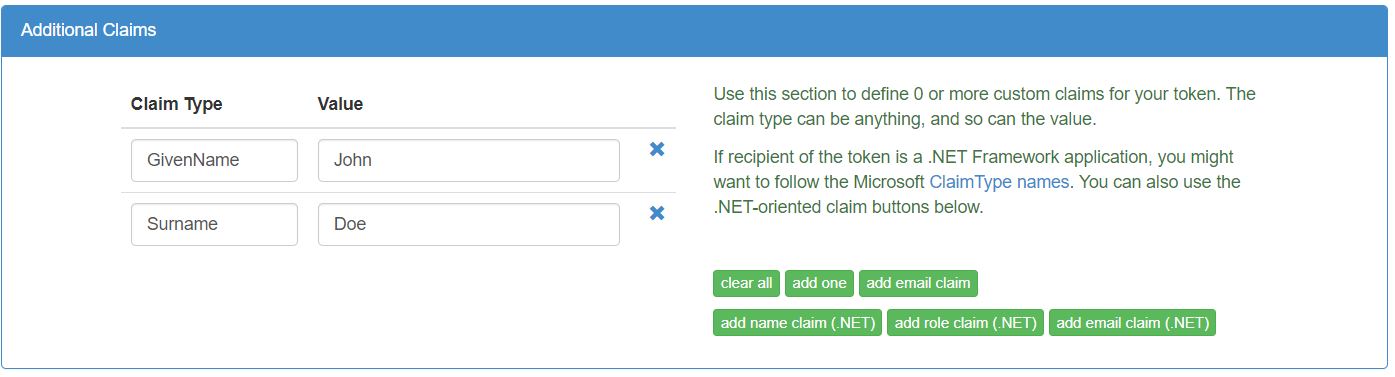 Additional Claims
Claim Type Value
GivenName John
Surname Doe
Use this section to define 0 or more custom claims for your token. The
claim type can be anything, and so can the value.
If recipient of the token is a .NET Framework application, you might
want to follow the Microsoft ClaimType names. You can also use the
.NET-oriented claim buttons below.
clear all add one add email claim
add name claim (.NET) add role claim (.NET) add email claim (.NET)